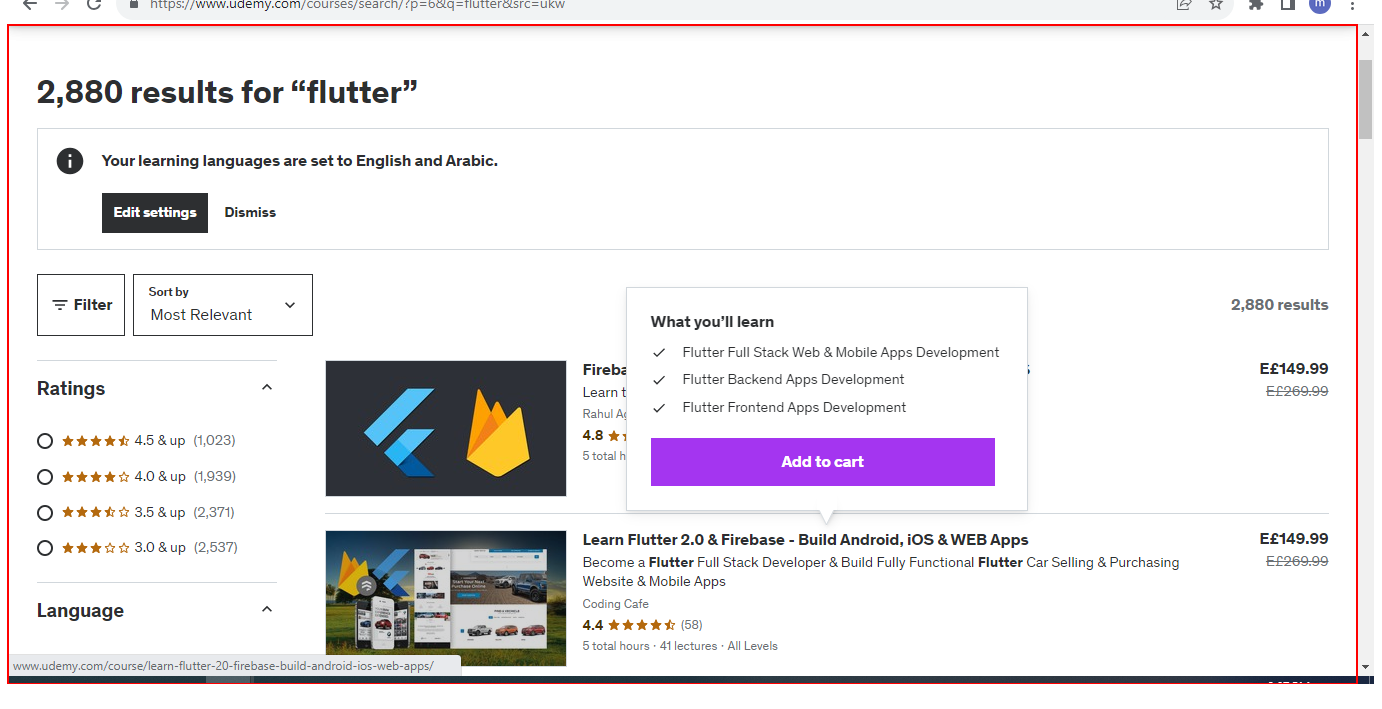 https://www.udemy.com/courses/search/?p=6&q=flutter&src=ukw
m
2,880 results for “flutter”
Your learning languages are set to English and Arabic.
Edit settings
Dismiss
Filter
Sort by
Most Relevant
2,880 results
Ratings
4.5 & up (1,023)
4.0 & up (1,939)
3.5 & up (2,371)
3.0 & up (2,537)
Language
What you’ll learn
Flutter Full Stack Web & Mobile Apps Development
Flutter Backend Apps Development
Flutter Frontend Apps Development
Add to cart
Learn
Rahul
4.8
5 total
E£149.99
E£269.99
Learn Flutter 2.0 & Firebase - Build Android, iOS & WEB Apps
Become a Flutter Full Stack Developer & Build Fully Functional Flutter Car Selling & Purchasing
Website & Mobile Apps
Coding Cafe
4.4 (58)
5 total hours · 41 lectures · All Levels
E£149.99
E£269.99
www.udemy.com/course/learn-flutter-20-firebase-build-android-ios-web-apps/